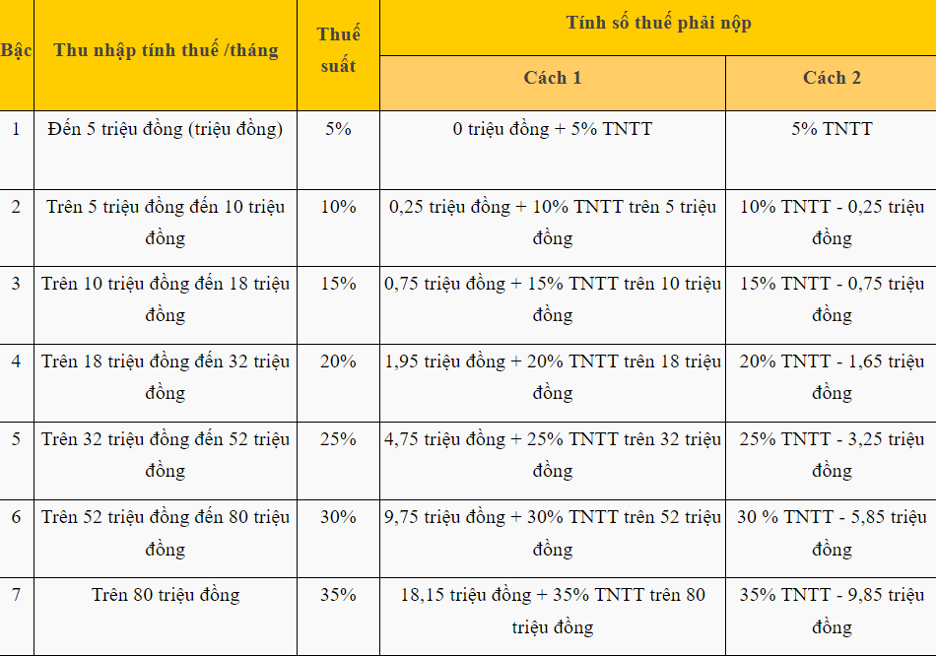 Bậc
Thu nhập tính thuế /tháng
Thuế
suất
Tính số thuế phải nộp
Cách 1
Cách 2
1
Đến 5 triệu đồng (triệu đồng)
5%
0 triệu đồng + 5% TNTT
5% TNTT
2
Trên 5 triệu đồng đến 10 triệu
đồng
10%
0,25 triệu đồng + 10% TNTT trên 5 triệu
đồng
10% TNTT - 0,25 triệu
đồng
3
Trên 10 triệu đồng đến 18 triệu
đồng
15%
0,75 triệu đồng + 15% TNTT trên 10 triệu
đồng
15% TNTT - 0,75 triệu
đồng
4
Trên 18 triệu đồng đến 32 triệu
đồng
20%
1,95 triệu đồng + 20% TNTT trên 18 triệu
đồng
20% TNTT - 1,65 triệu
đồng
5
Trên 32 triệu đồng đến 52 triệu
đồng
25%
4,75 triệu đồng + 25% TNTT trên 32 triệu
đồng
25% TNTT - 3,25 triệu
đồng
6
Trên 52 triệu đồng đến 80 triệu
đồng
30%
9,75 triệu đồng + 30% TNTT trên 52 triệu
đồng
30 % TNTT - 5,85 triệu
đồng
7
Trên 80 triệu đồng
35%
18,15 triệu đồng + 35% TNTT trên 80
triệu đồng
35% TNTT - 9,85 triệu
đồng